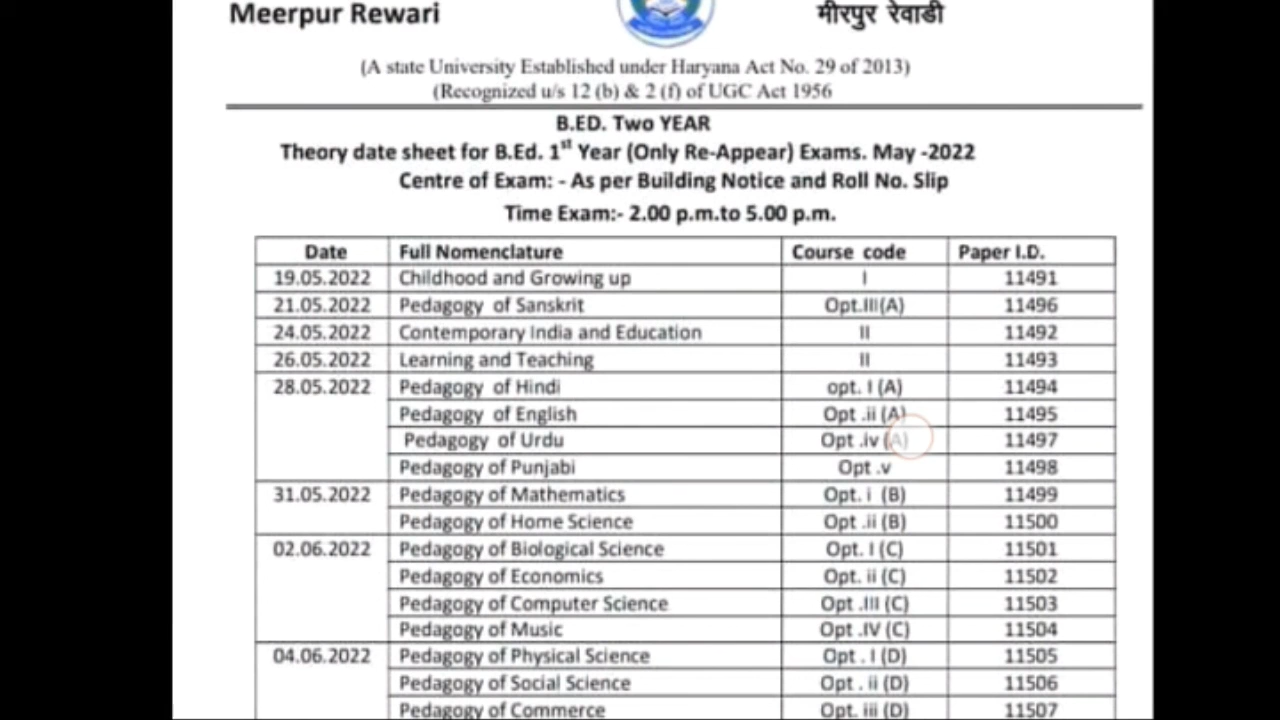 Meerpur Rewari मीरपुर रेवाडी
(A state University Established under Haryana Act No. 29 of 2013)
(Recognized u/s 12 (b) & 2 (f) of UGC Act 1956
B.ED. Two YEAR
Theory date sheet for B.Ed. 1st Year (Only Re-Appear) Exams. May -2022
Centre of Exam: - As per Building Notice and Roll No. Slip
Time Exam:- 2.00 p.m.to 5.00 p.m.
Date Full Nomenclature Course code Paper I.D.
19.05.2022 Childhood and Growing up I 11491
21.05.2022 Pedagogy of Sanskrit Opt.III(A) 11496
24.05.2022 Contemporary India and Education II 11492
26.05.2022 Learning and Teaching II 11493
28.05.2022 Pedagogy of Hindi opt. I (A) 11494
Pedagogy of English Opt .ii (A) 11495
Pedagogy of Urdu Opt .iv (A) 11497
Pedagogy of Punjabi Opt .v 11498
31.05.2022 Pedagogy of Mathematics Opt. i (B) 11499
Pedagogy of Home Science Opt .ii (B) 11500
02.06.2022 Pedagogy of Biological Science Opt. I (C) 11501
Pedagogy of Economics Opt. ii (C) 11502
Pedagogy of Computer Science Opt .III (C) 11503
Pedagogy of Music Opt .IV (C) 11504
04.06.2022 Pedagogy of Physical Science Opt . I (D) 11505
Pedagogy of Social Science Opt . ii (D) 11506
Pedagogy of Commerce Opt. iii (D) 11507